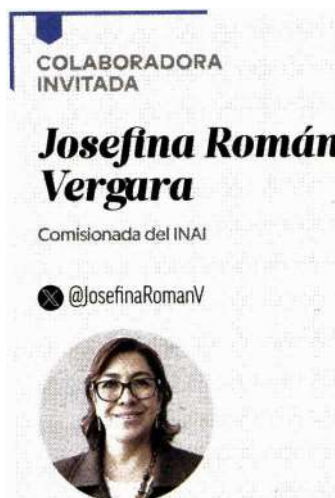 COLABORADORA
INVITADA
Josefina Román
Vergara
Comisionada del INAI
@JosefinaRomanV